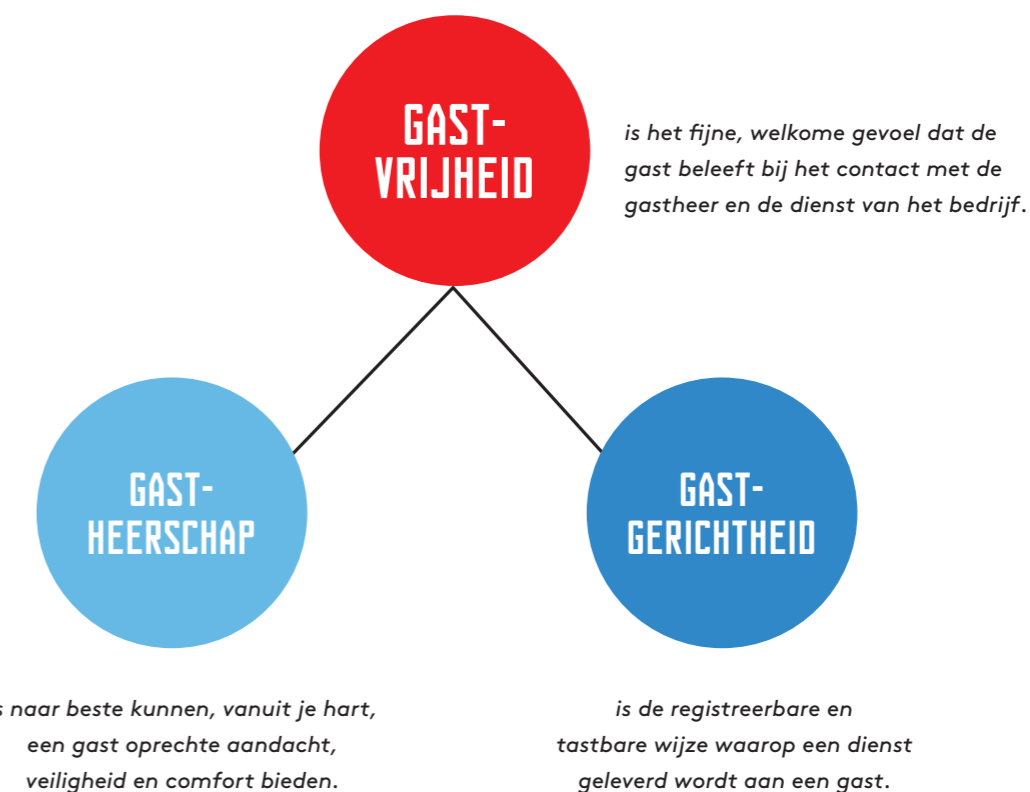 GAST-
VRIJHEID
is het fijne, welkome gevoel dat de
gast beleeft bij het contact met de
gastheer en de dienst van het bedrijf.
GAST-
HEERSCHAP
s naar beste kunnen, vanuit je hart,
een gast oprechte aandacht,
veiligheid en comfort bieden.
GAST-
GERICHTHEID
is de registreerbare en
tastbare wijze waarop een dienst
geleverd wordt aan een gast.